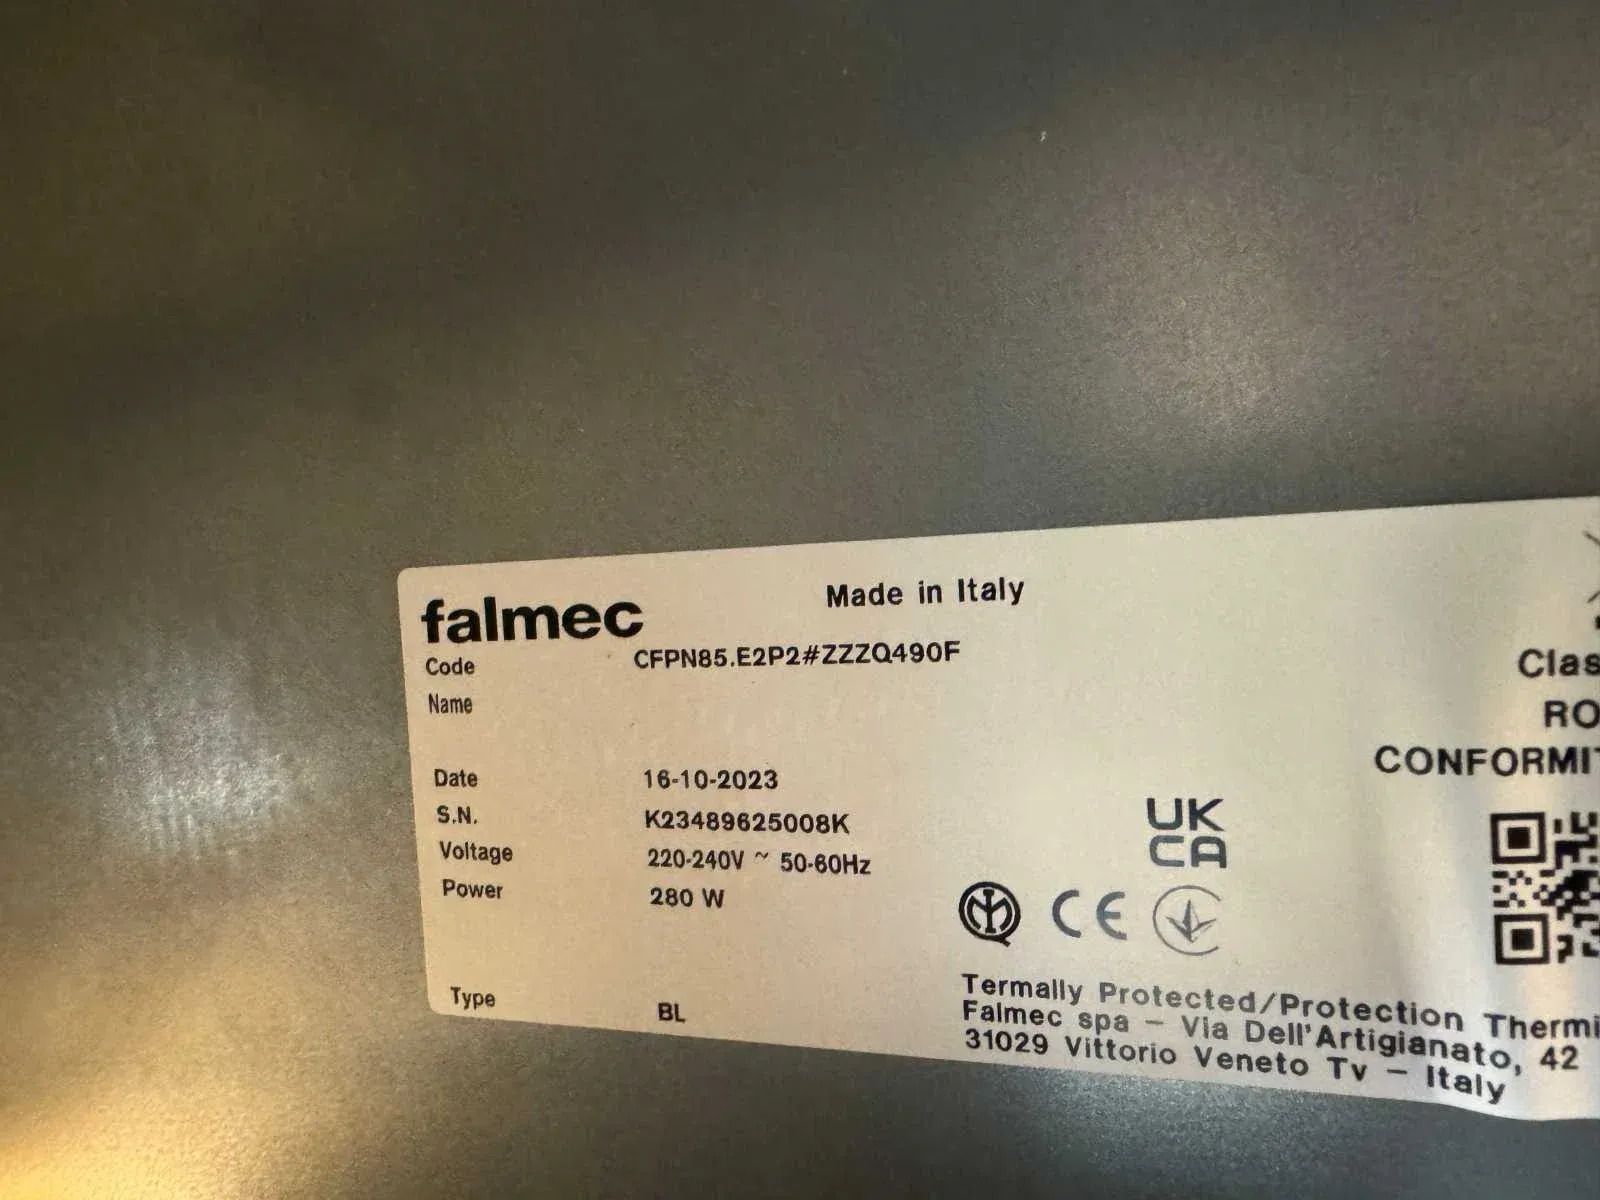 falmec
Made in Italy
Code CFPN85.E2P2#ZZZQ490F
Name
Date 16-10-2023
S.N. K23489625008K
Voltage 220-240V ~ 50-60Hz
Power 280 W
Type BL
UK
CA
CE
Termally Protected/Protection Thermi
Falmec spa – Via Dell'Artigianato, 42
31029 Vittorio Veneto Tv – Italy
Clas
RO
CONFORMIT